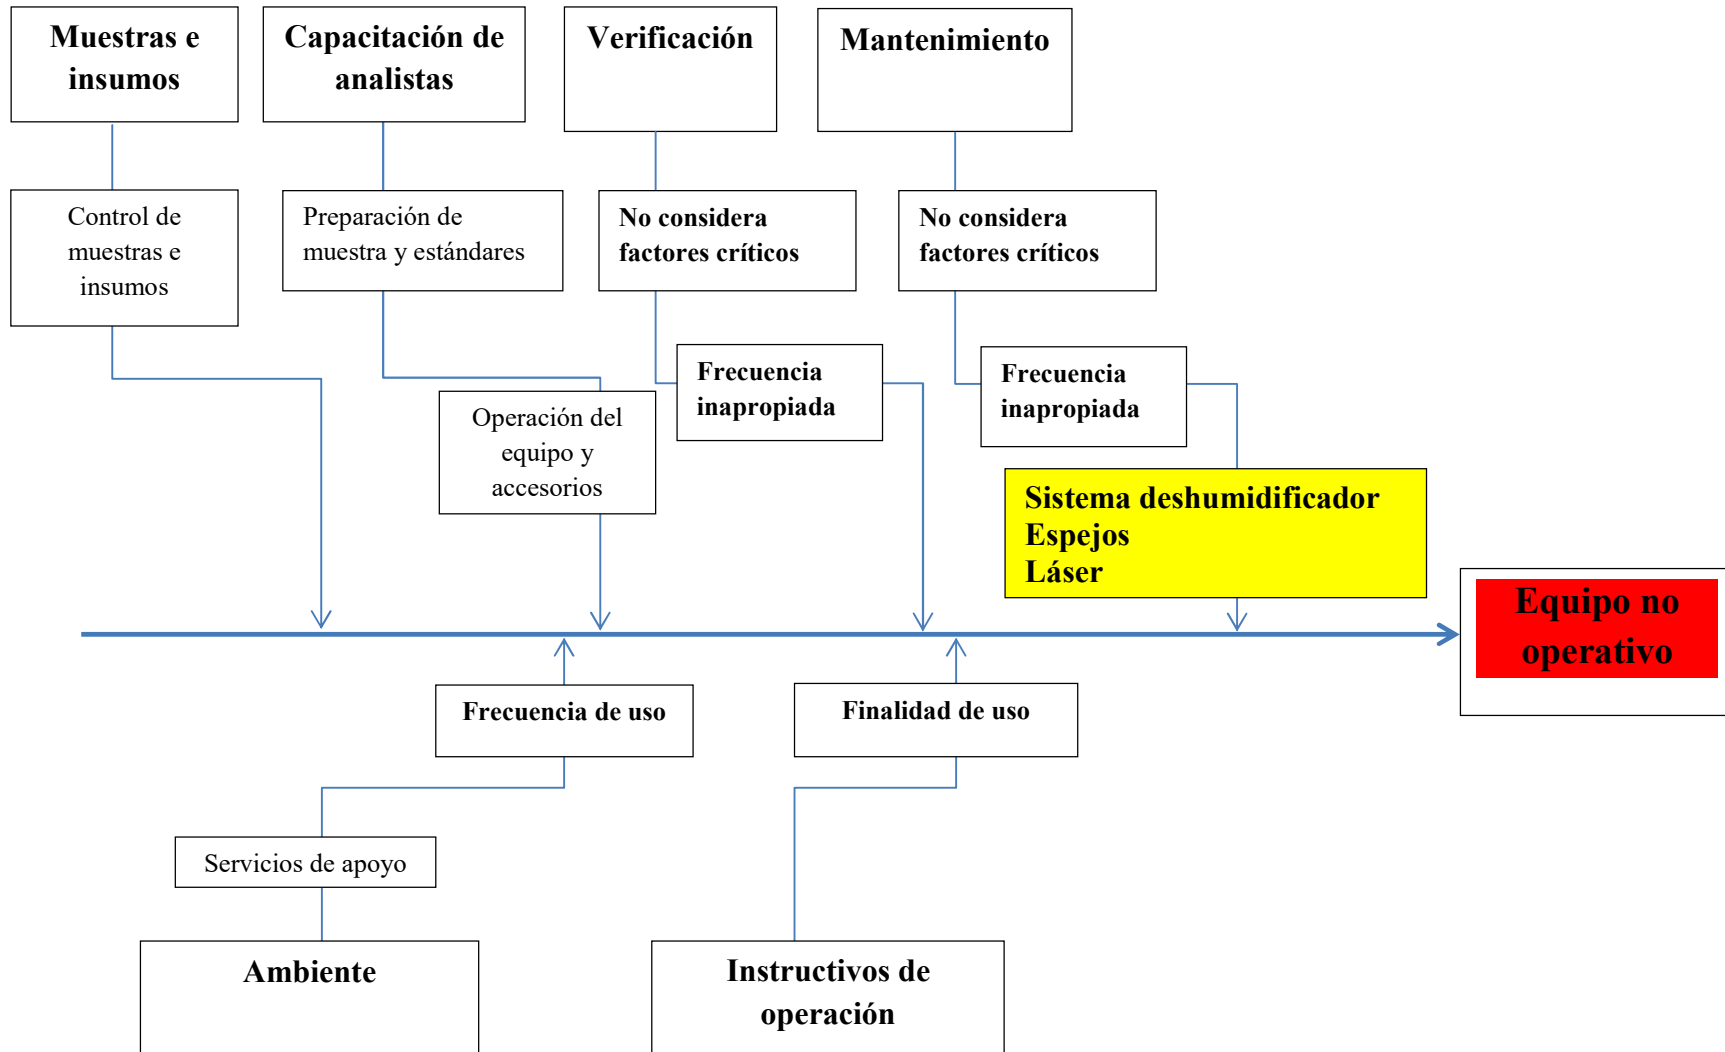 Muestras e
insumos
Capacitación de
analistas
Verificación
Mantenimiento
Control de
muestras e
insumos
Preparación de
muestra y estándares
No considera
factores críticos
No considera
factores críticos
Frecuencia
inapropiada
Frecuencia
inapropiada
Operación del
equipo y
accesorios
Sistema deshumidificador
Espejos
Láser
Equipo no
operativo
Frecuencia de uso
Finalidad de uso
Servicios de apoyo
Ambiente
Instructivos de
operación